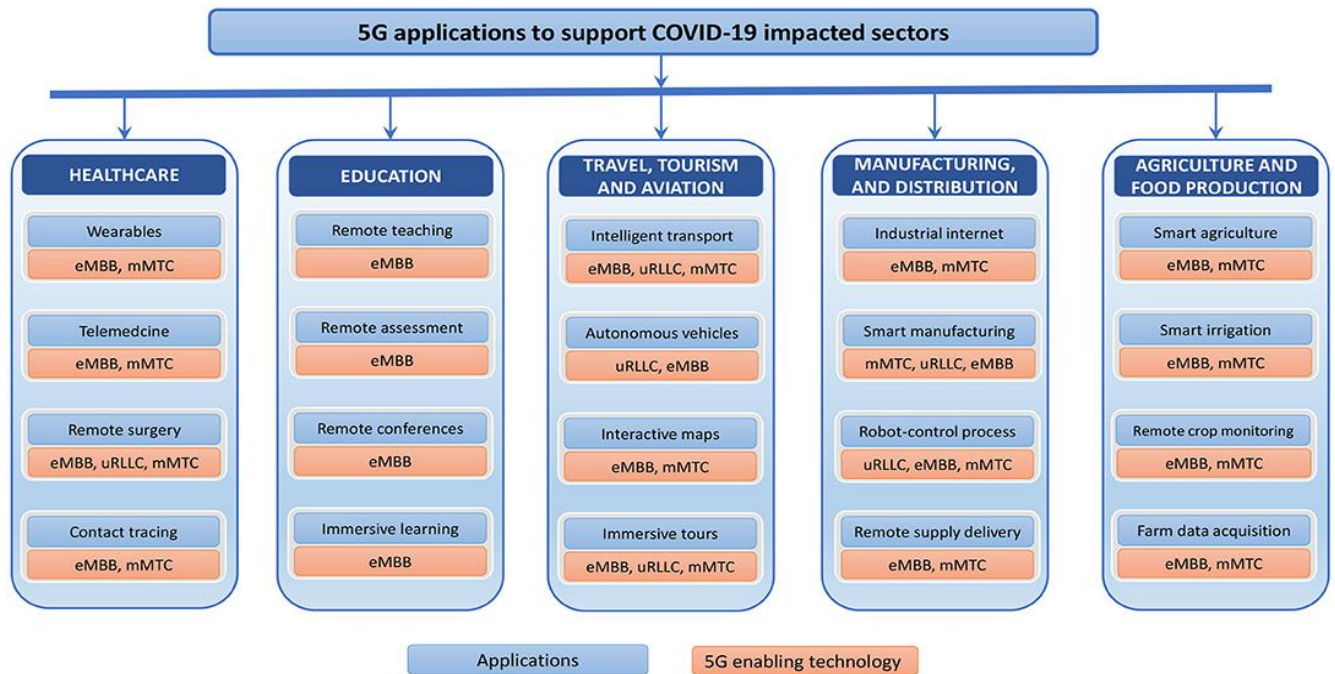 5G applications to support COVID-19 impacted sectors
HEALTHCARE
Wearables
eMBB, mMTC
Telemedcine
eMBB, mMTC
Remote surgery
eMBB, uRLLC, mMTC
Contact tracing
eMBB, mMTC
EDUCATION
Remote teaching
eMBB
Remote assessment
eMBB
Remote conferences
eMBB
Immersive learning
eMBB
TRAVEL, TOURISM
AND AVIATION
Intelligent transport
eMBB, uRLLC, mMTC
Autonomous vehicles
uRLLC, eMBB
Interactive maps
eMBB, mMTC
Immersive tours
eMBB, uRLLC, mMTC
MANUFACTURING,
AND DISTRIBUTION
Industrial internet
eMBB, mMTC
Smart manufacturing
mMTC, uRLLC, eMBB
Robot-control process
uRLLC, eMBB, mMTC
Remote supply delivery
eMBB, mMTC
AGRICULTURE AND
FOOD PRODUCTION
Smart agriculture
eMBB, mMTC
Smart irrigation
eMBB, mMTC
Remote crop monitoring
eMBB, mMTC
Farm data acquisition
eMBB, mMTC
Applications
5G enabling technology